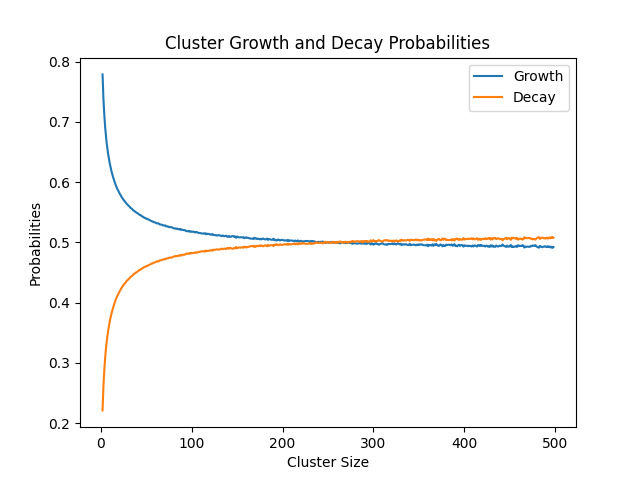 Cluster Growth and Decay Probabilities
Growth
Decay
0.8
0.7
0.6
0.5
0.4
0.3
0.2
Probabilities
0 100 200 300 400 500
Cluster Size